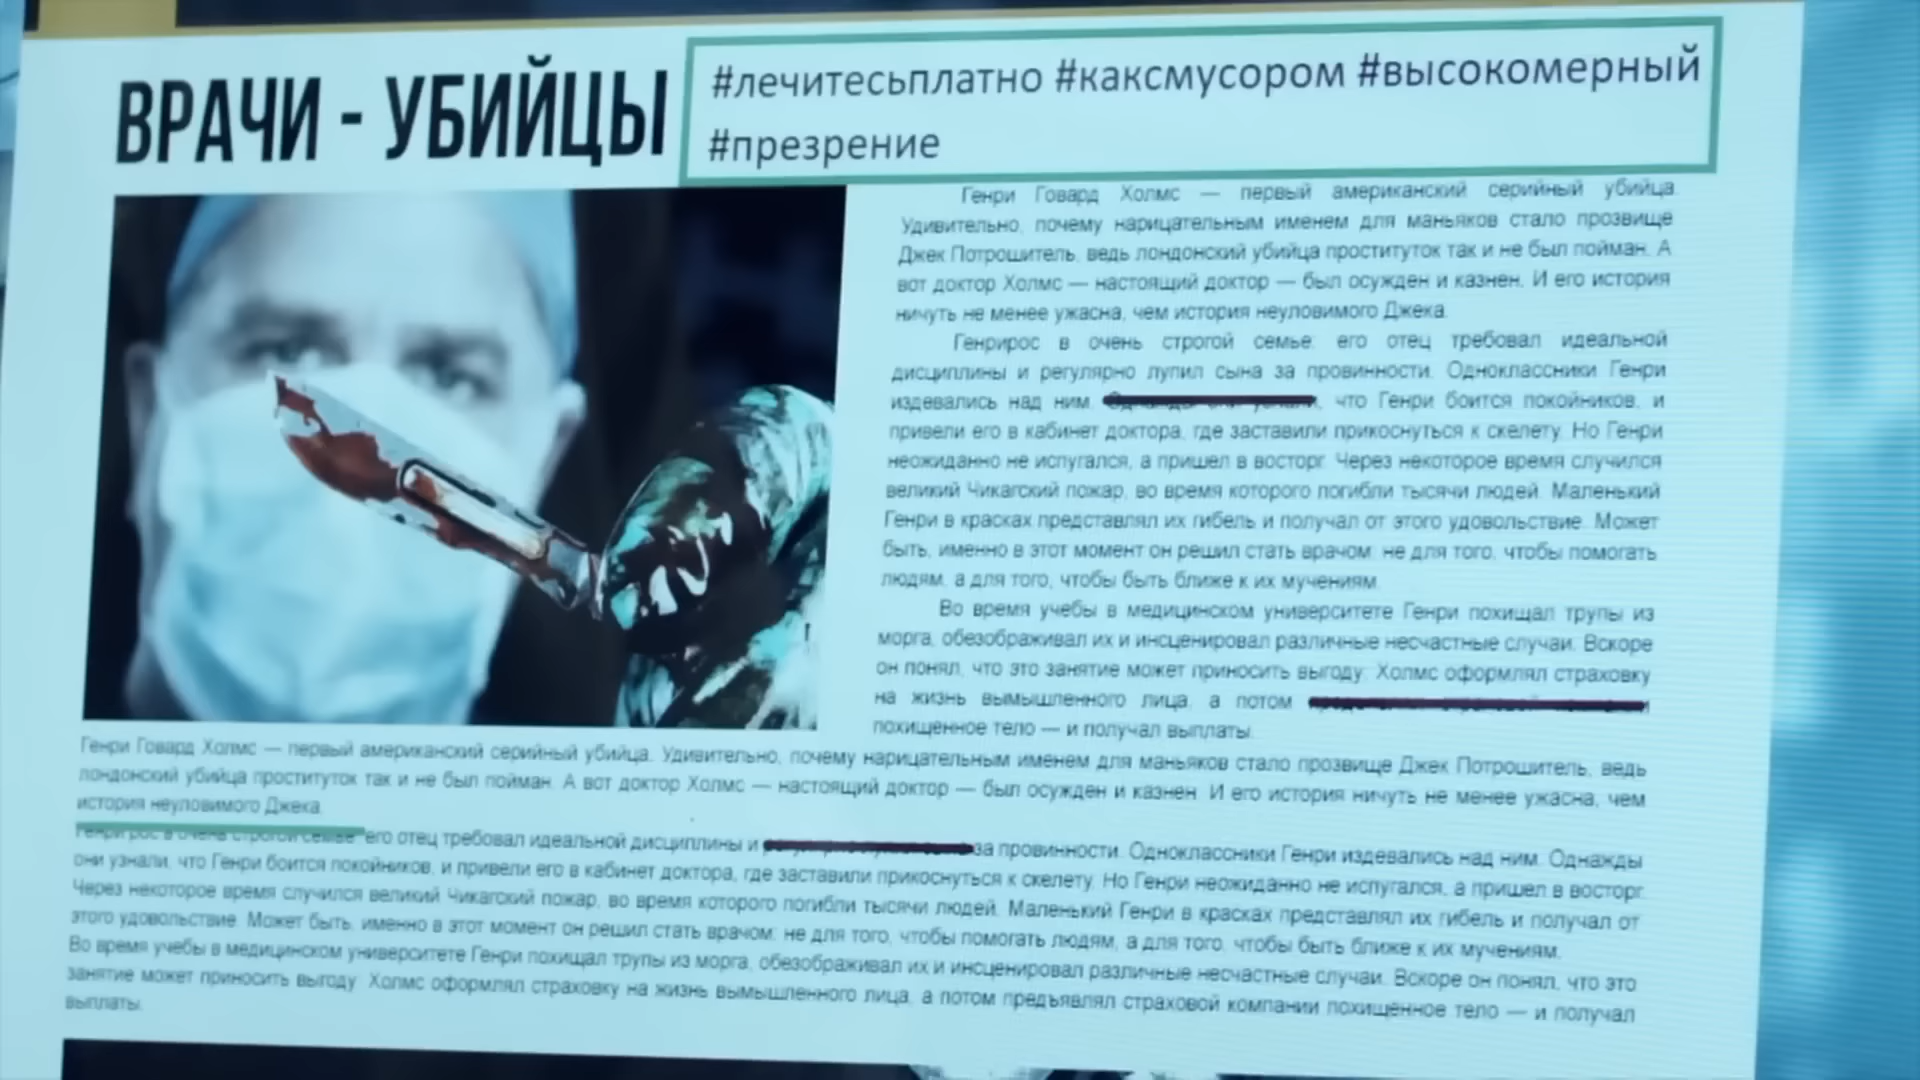 ВРАЧИ - УБИЙЦЫ
#лечитесьплатно #каксмусором #высокомерный
#презрение
Генри Говард Холмс — первый американский серийный убийца
Удивительно, почему нарицательным именем для маньяков стало прозвище
Джек Потрошитель, ведь лондонский убийца проституток так и не был пойман. А
вот доктор Холмс — настоящий доктор — был осужден и казнен. И его история
ничуть не менее ужасна, чем история неуловимого Джека.
Генрирос в очень строгой семье: его отец требовал идеальной
дисциплины и регулярно лупил сына за провинности. Одноклассники Генри
издевались над ним. Однажды они узнали, что Генри боится покойников, и
привели его в кабинет доктора, где заставили прикоснуться к скелету. Но Генри
неожиданно не испугался, а пришел в восторг. Через некоторое время случился
великий Чикагский пожар, во время которого погибли тысячи людей. Маленький
Генри в красках представлял их гибель и получал от этого удовольствие. Может
быть, именно в этот момент он решил стать врачом: не для того, чтобы помогать
людям, а для того, чтобы быть ближе к их мучениям.
Во время учебы в медицинском университете Генри похищал трупы из
морга, обезображивал их и инсценировал различные несчастные случаи. Вскоре
он понял, что это занятие может приносить выгоду: Холмс оформлял страховку
на жизнь вымышленного лица, а потом
похищенное тело — и получал выплаты.
Генри Говард Холмс — первый американский серийный убийца. Удивительно, почему нарицательным именем для маньяков стало прозвище Джек Потрошитель, ведь
лондонский убийца проституток так и не был пойман. А вот доктор Холмс — настоящий доктор — был осужден и казнен. И его история ничуть не менее ужасна, чем
история неуловимого Джека.
Генри рос в очень строгой семье: его отец требовал идеальной дисциплины и за провинности. Одноклассники Генри издевались над ним. Однажды
они узнали, что Генри боится покойников, и привели его в кабинет доктора, где заставили прикоснуться к скелету. Но Генри неожиданно не испугался, а пришел в восторг.
Через некоторое время случился великий Чикагский пожар, во время которого погибли тысячи людей. Маленький Генри в красках представлял их гибель и получал от
этого удовольствие. Может быть, именно в этот момент он решил стать врачом: не для того, чтобы помогать людям, а для того, чтобы быть ближе к их мучениям.
Во время учебы в медицинском университете Генри похищал трупы из морга, обезображивал их и инсценировал различные несчастные случаи. Вскоре он понял, что это
занятие может приносить выгоду: Холмс оформлял страховку на жизнь вымышленного лица, а потом предъявлял страховой компании похищенное тело — и получал
выплаты.